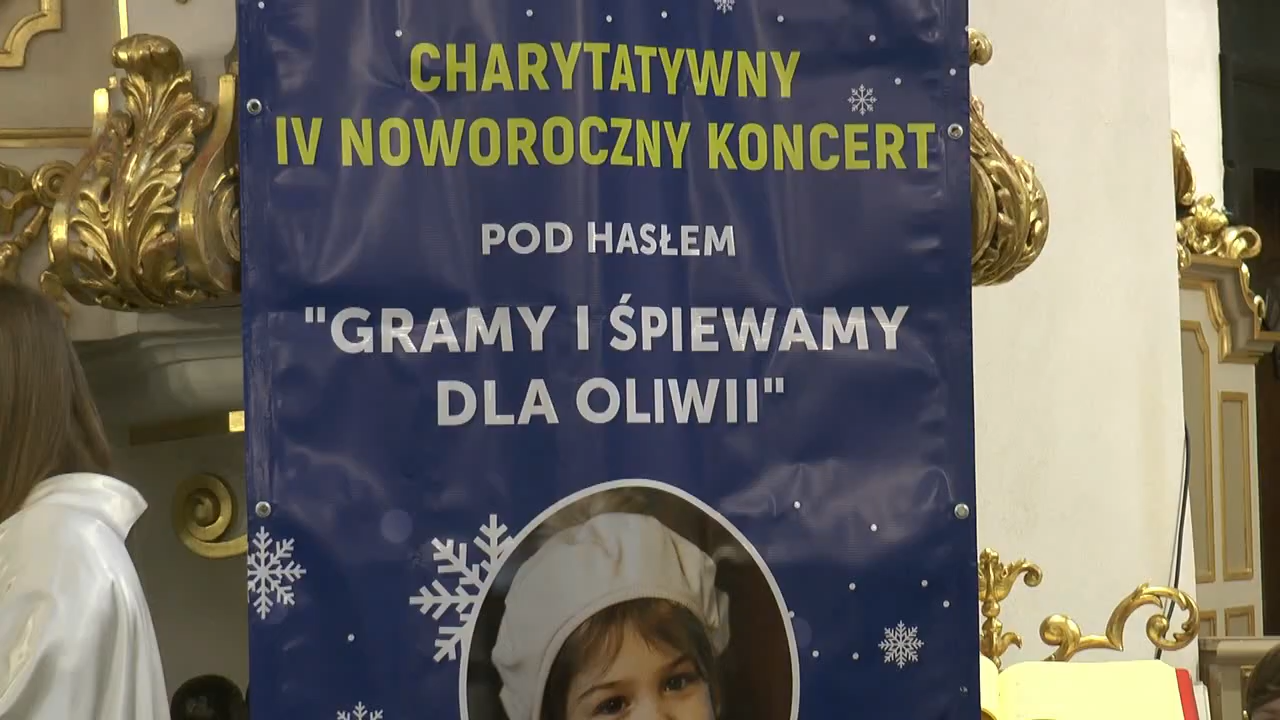 CHARYTATYWNY
IV NOWOROCZNY KONCERT
POD HASŁEM
"GRAMY I ŚPIEWAMY
DLA OLIWII"